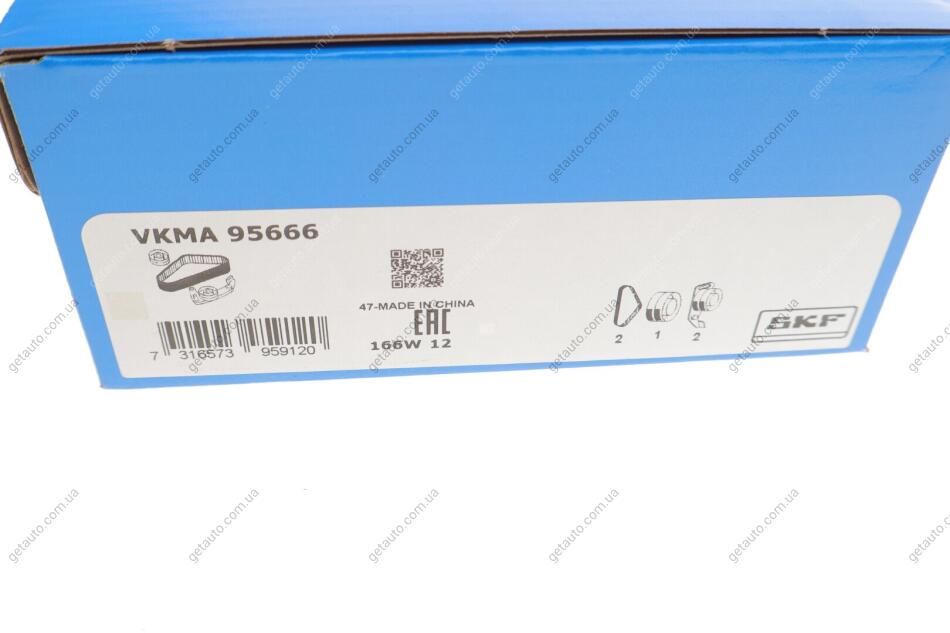 VKMA 95666
47-MADE IN CHINA
EAC
166W 12
7 316573 959120
2 1 2
SKF
getauto.com.ua